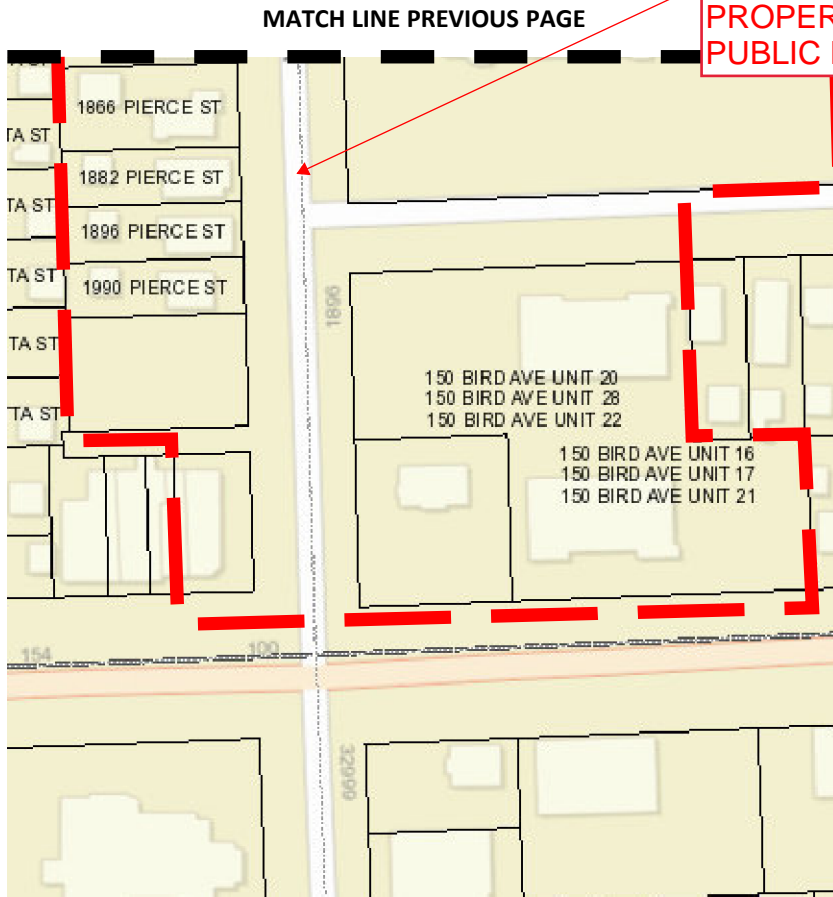 MATCH LINE PREVIOUS PAGE
PROPER
PUBLIC
1866 PIERCE ST
TA ST
1882 PIERCE ST
TA ST
1896 PIERCE ST
TA ST
1990 PIERCE ST
TA ST
TA ST
1896
150 BIRD AVE UNIT 20
150 BIRD AVE UNIT 28
150 BIRD AVE UNIT 22
150 BIRD AVE UNIT 16
150 BIRD AVE UNIT 17
150 BIRD AVE UNIT 21
154
100
32999